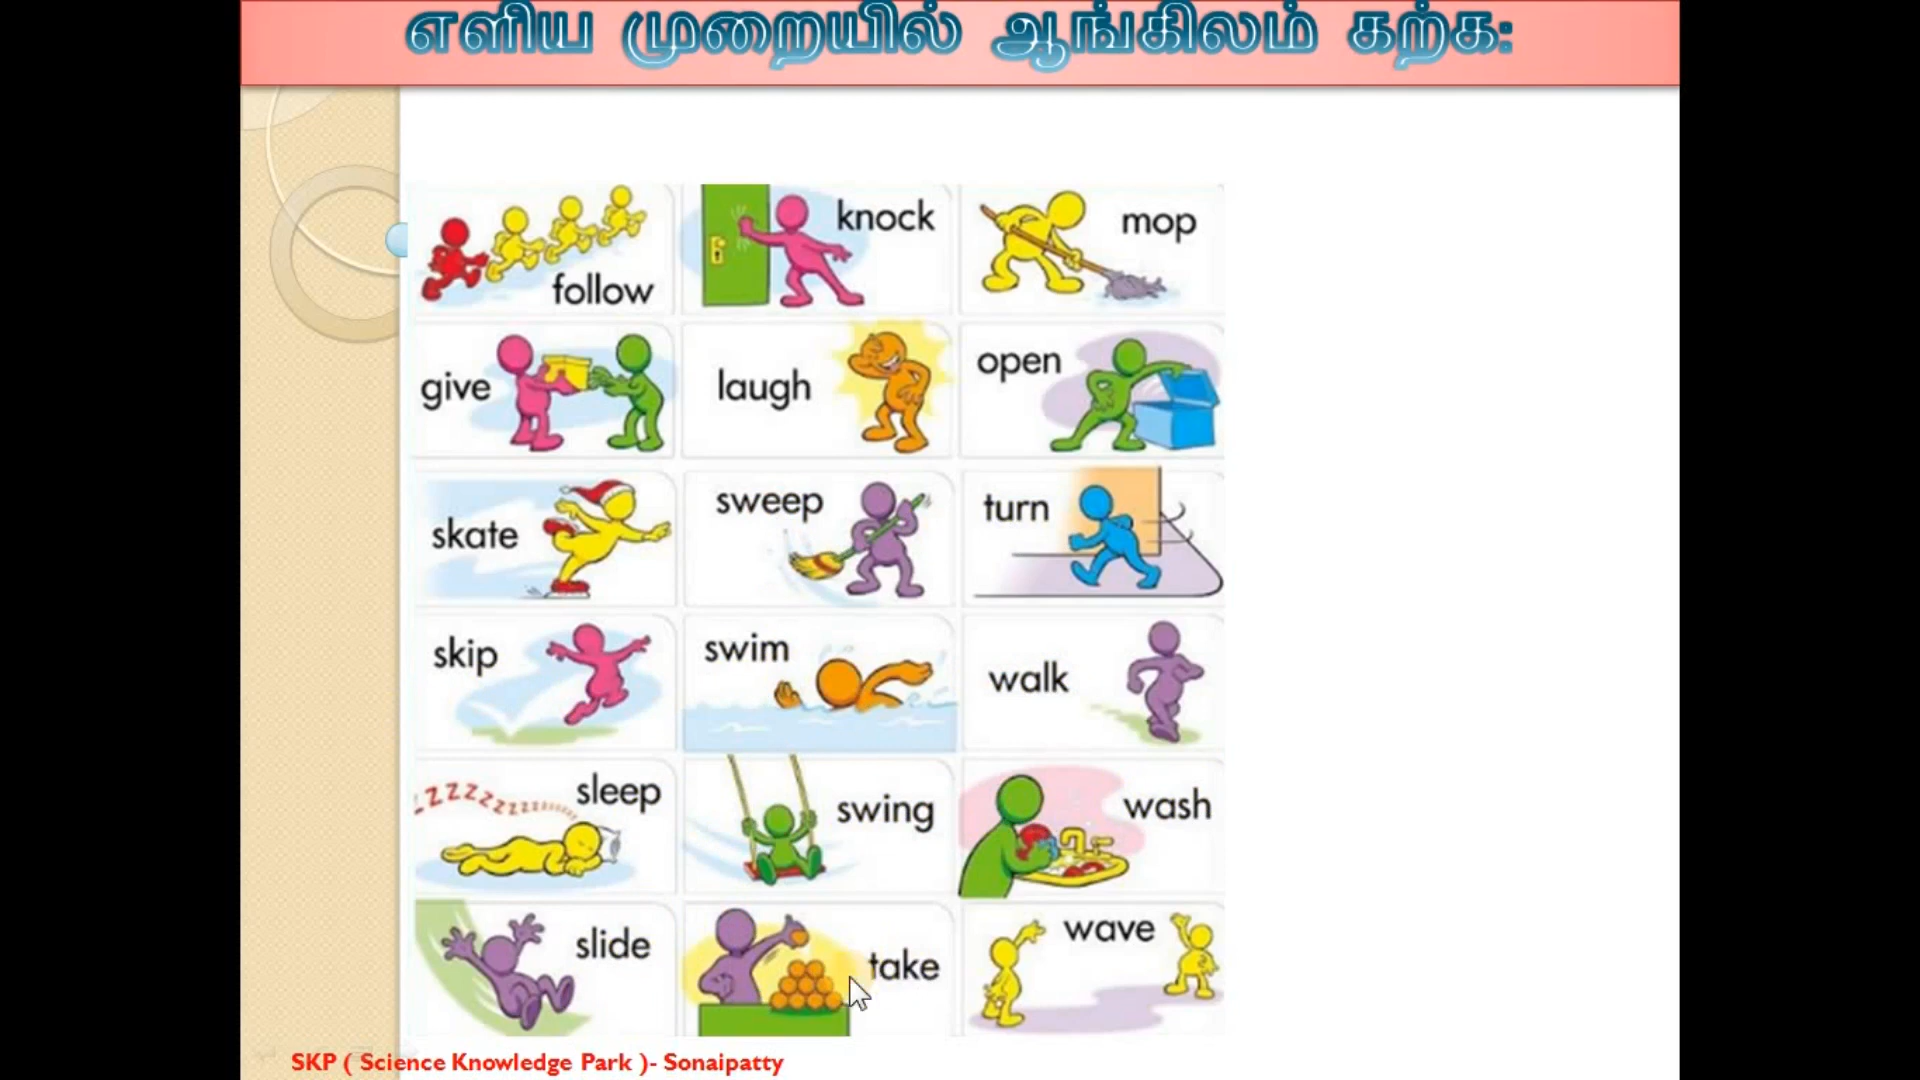 எளிய முறையில் ஆங்கிலம் கற்க:
follow
knock
mop
give
laugh
open
skate
sweep
turn
skip
swim
walk
zzzzzzzzzzz
sleep
swing
wash
slide
take
wave
SKP ( Science Knowledge Park )- Sonaipatty